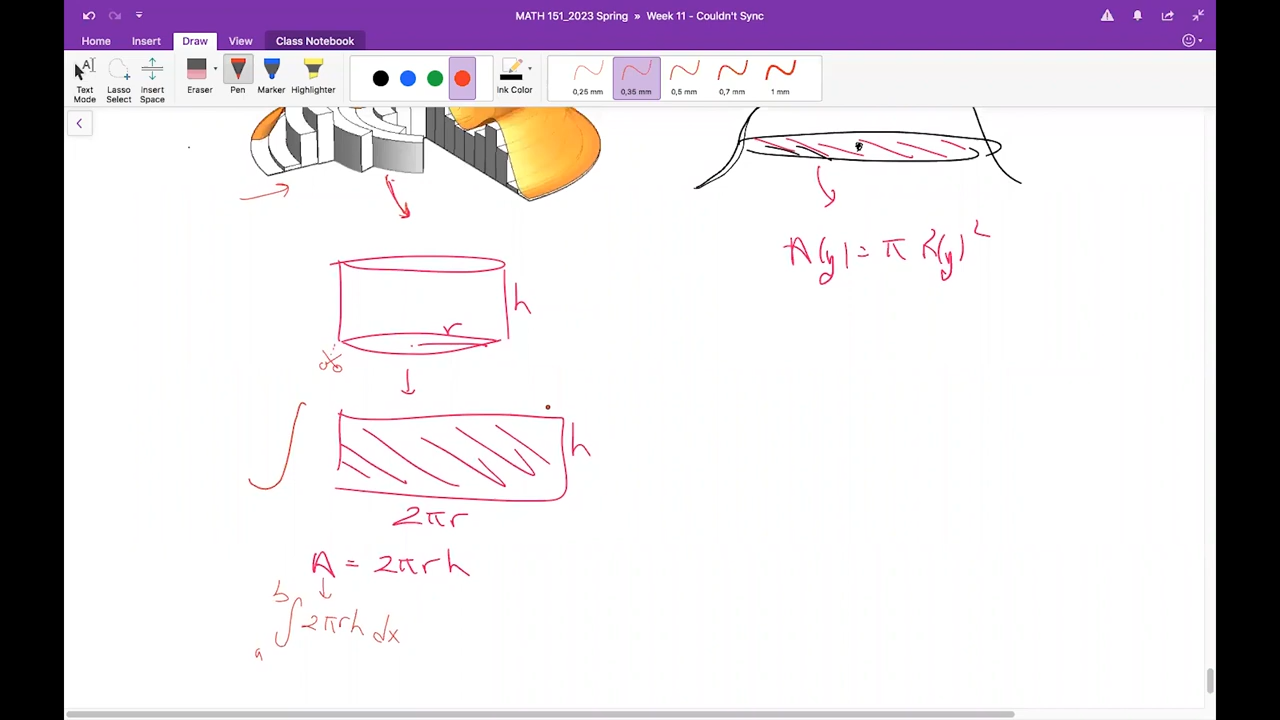 MATH 151_2023 Spring » Week 11 - Couldn't Sync
Home Insert Draw View Class Notebook
Text Mode
Lasso Select
Insert Space
Eraser
Pen
Marker
Highlighter
Ink Color
0,25 mm
0,35 mm
0,5 mm
0,7 mm
1 mm
A(y) = π R(y)²
h
r
h
2πr
A = 2πrh
∫ₐᵇ 2πrh dx